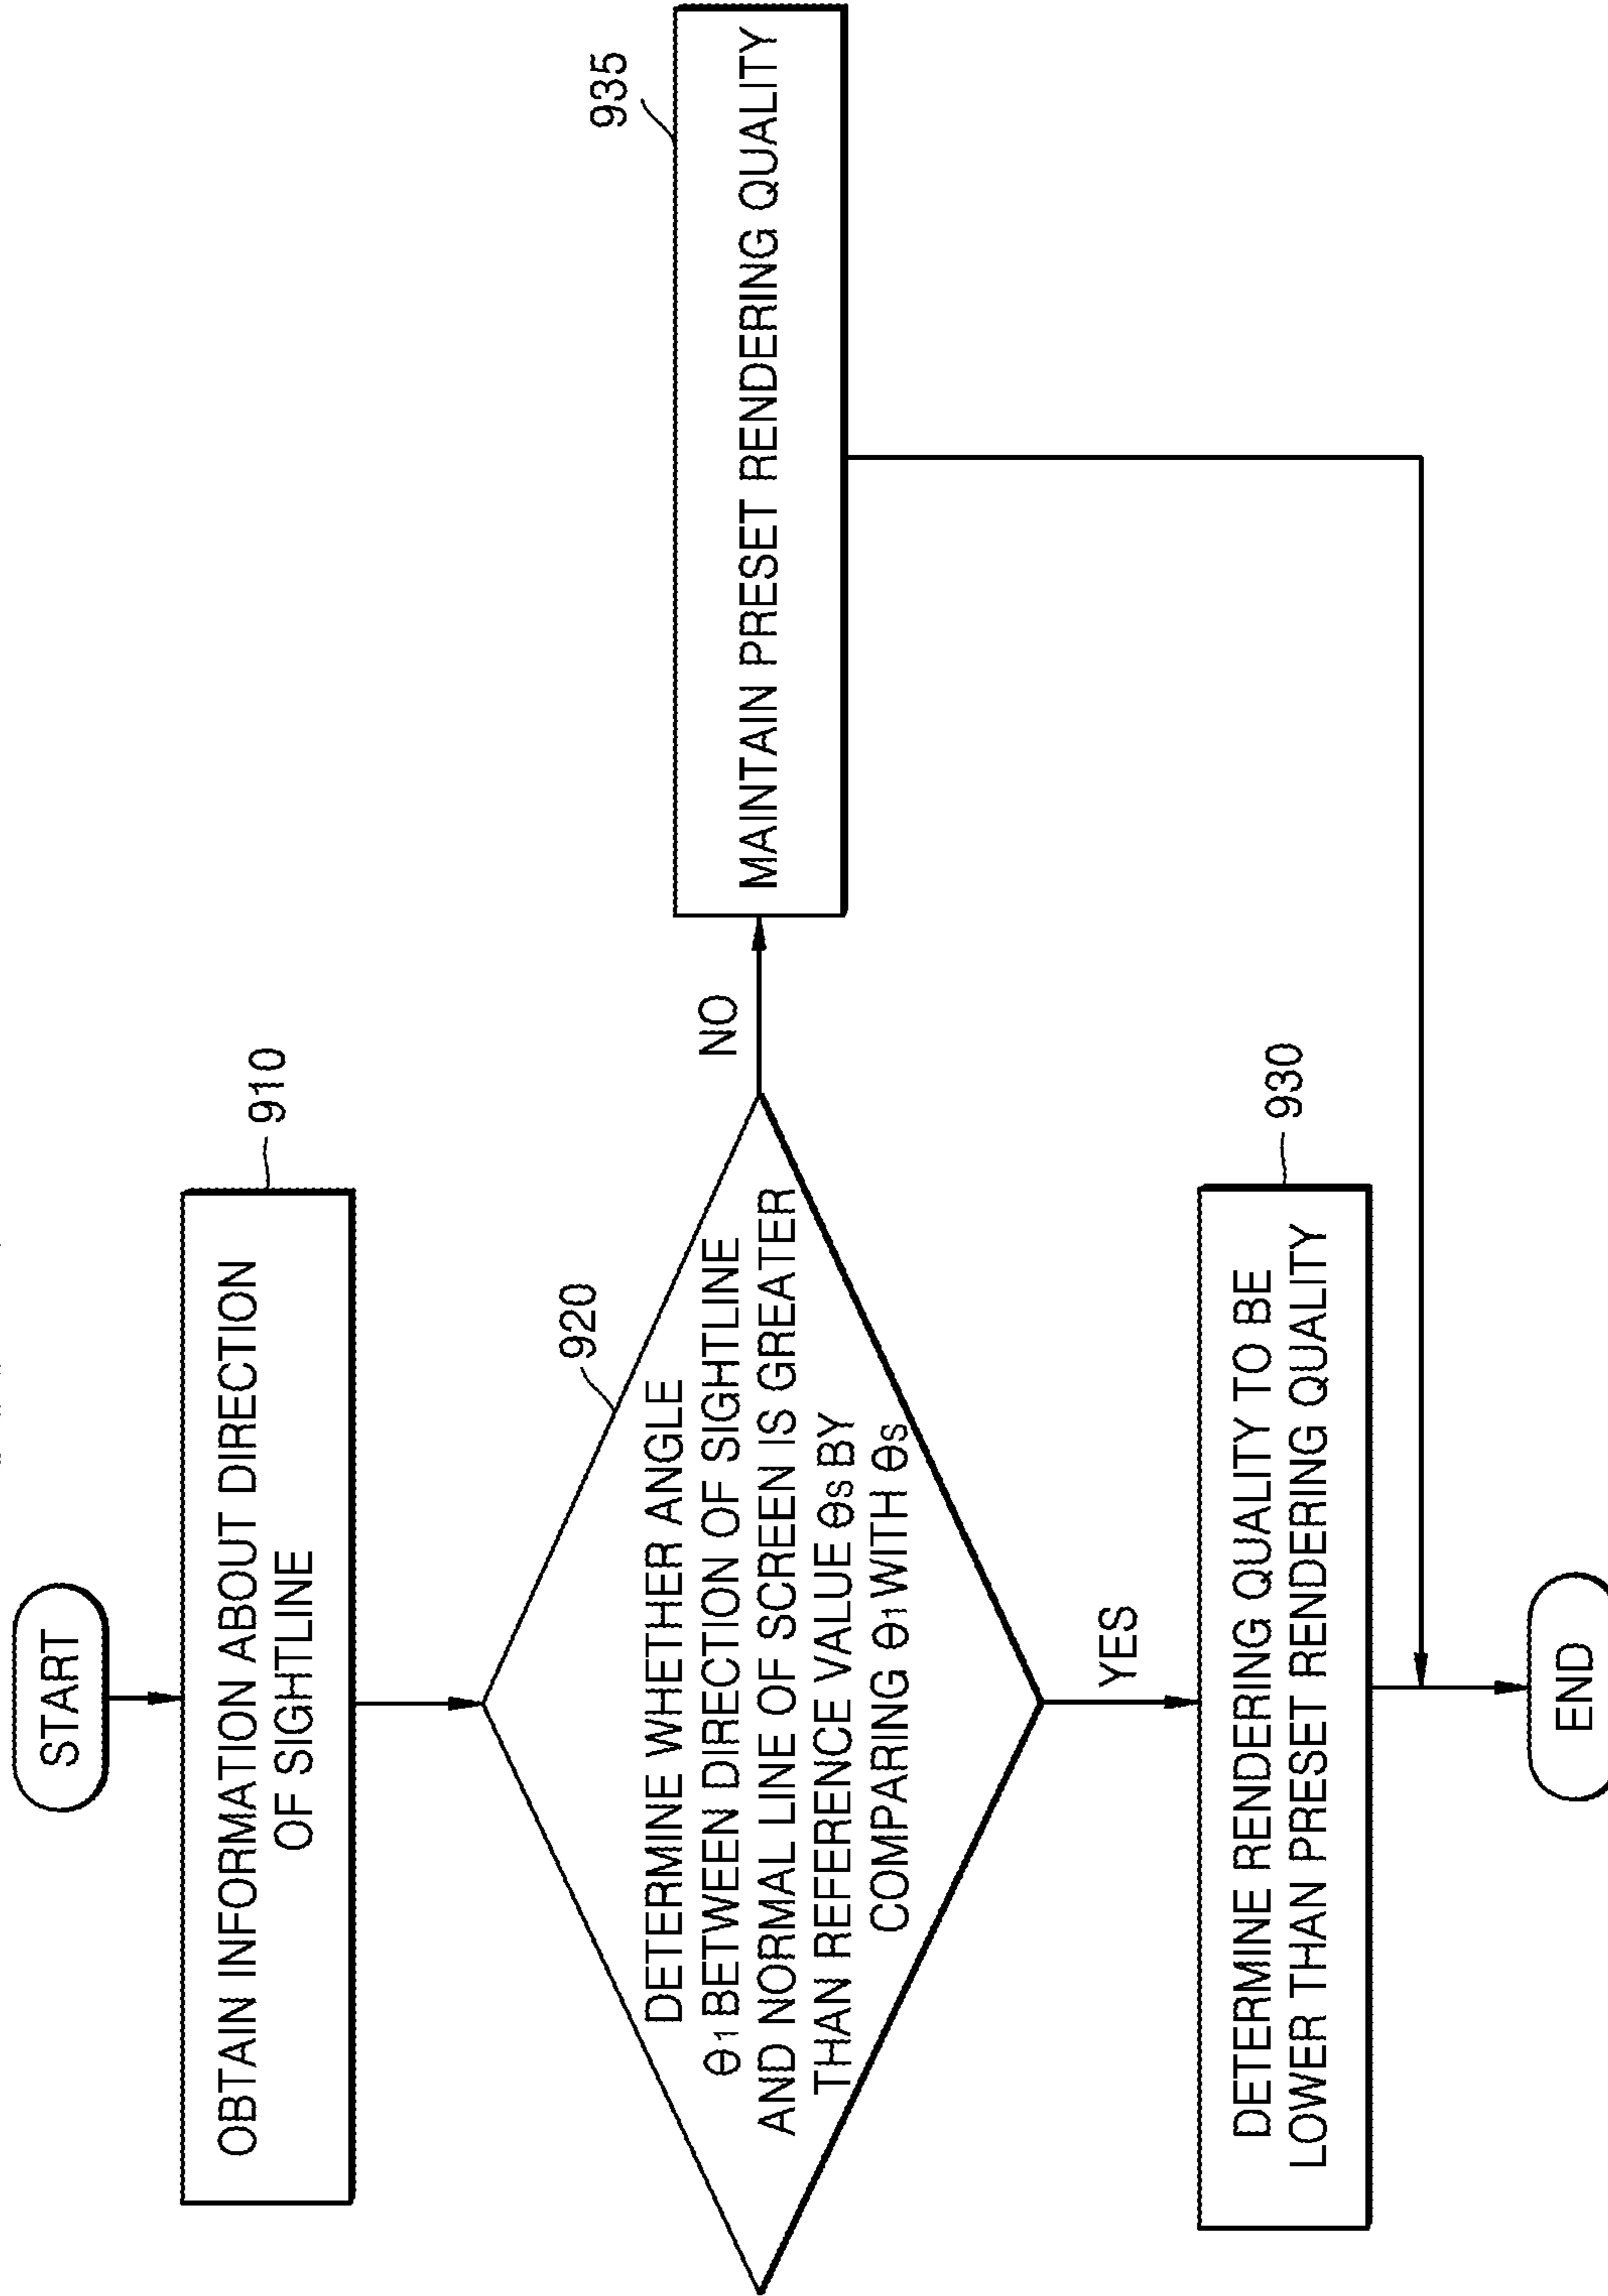 START
OBTAIN INFORMATION ABOUT DIRECTION
OF SIGHTLINE
910
920
DETERMINE WHETHER ANGLE
θ1 BETWEEN DIRECTION OF SIGHTLINE
AND NORMAL LINE OF SCREEN IS GREATER
THAN REFERENCE VALUE θS BY
COMPARING θ1 WITH θS
NO
935
MAINTAIN PRESET RENDERING QUALITY
YES
930
DETERMINE RENDERING QUALITY TO BE
LOWER THAN PRESET RENDERING QUALITY
END